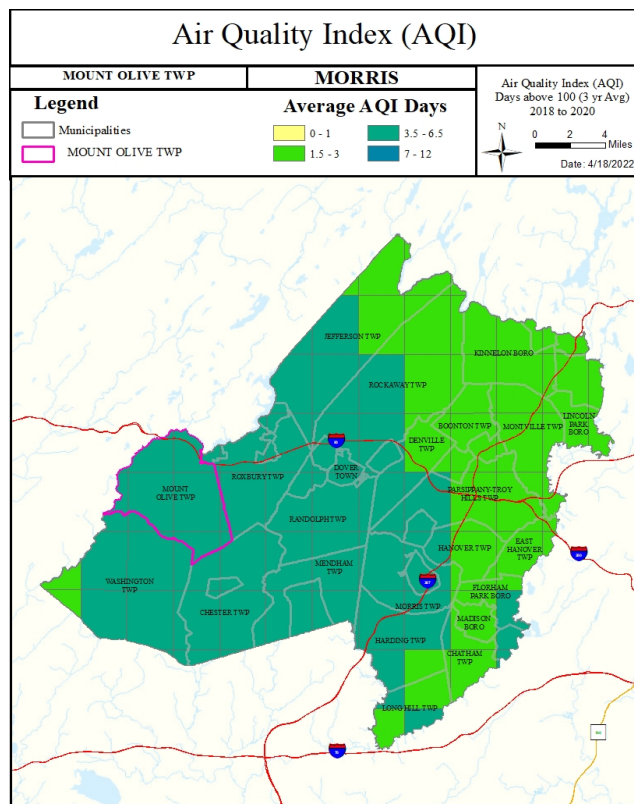 Air Quality Index (AQI)
MOUNT OLIVE TWP
MORRIS
Air Quality Index (AQI)
Days above 100 (3 yr Avg)
2018 to 2020
Legend
Municipalities
MOUNT OLIVE TWP
Average AQI Days
0 - 1
3.5 - 6.5
1.5 - 3
7 - 12
N
0 2 4
Miles
Date: 4/18/2022
JEFFERSON TWP
KINNELON BORO
ROCKAWAY TWP
LINCOLN
PARK
BORO
BOONTON TWP
MONTVILLE TWP
DENVILLE
TWP
80
DOVER
TOWN
ROXBURY TWP
MOUNT
OLIVE TWP
PARSIPPANY-TROY
HILLS TWP
RANDOLPH TWP
HANOVER TWP
EAST
HANOVER
TWP
280
MENDHAM
TWP
WASHINGTON
TWP
287
FLORHAM
PARK BORO
CHESTER TWP
MORRIS TWP
MADISON
BORO
HARDING TWP
CHATHAM
TWP
LONG HILL TWP
78